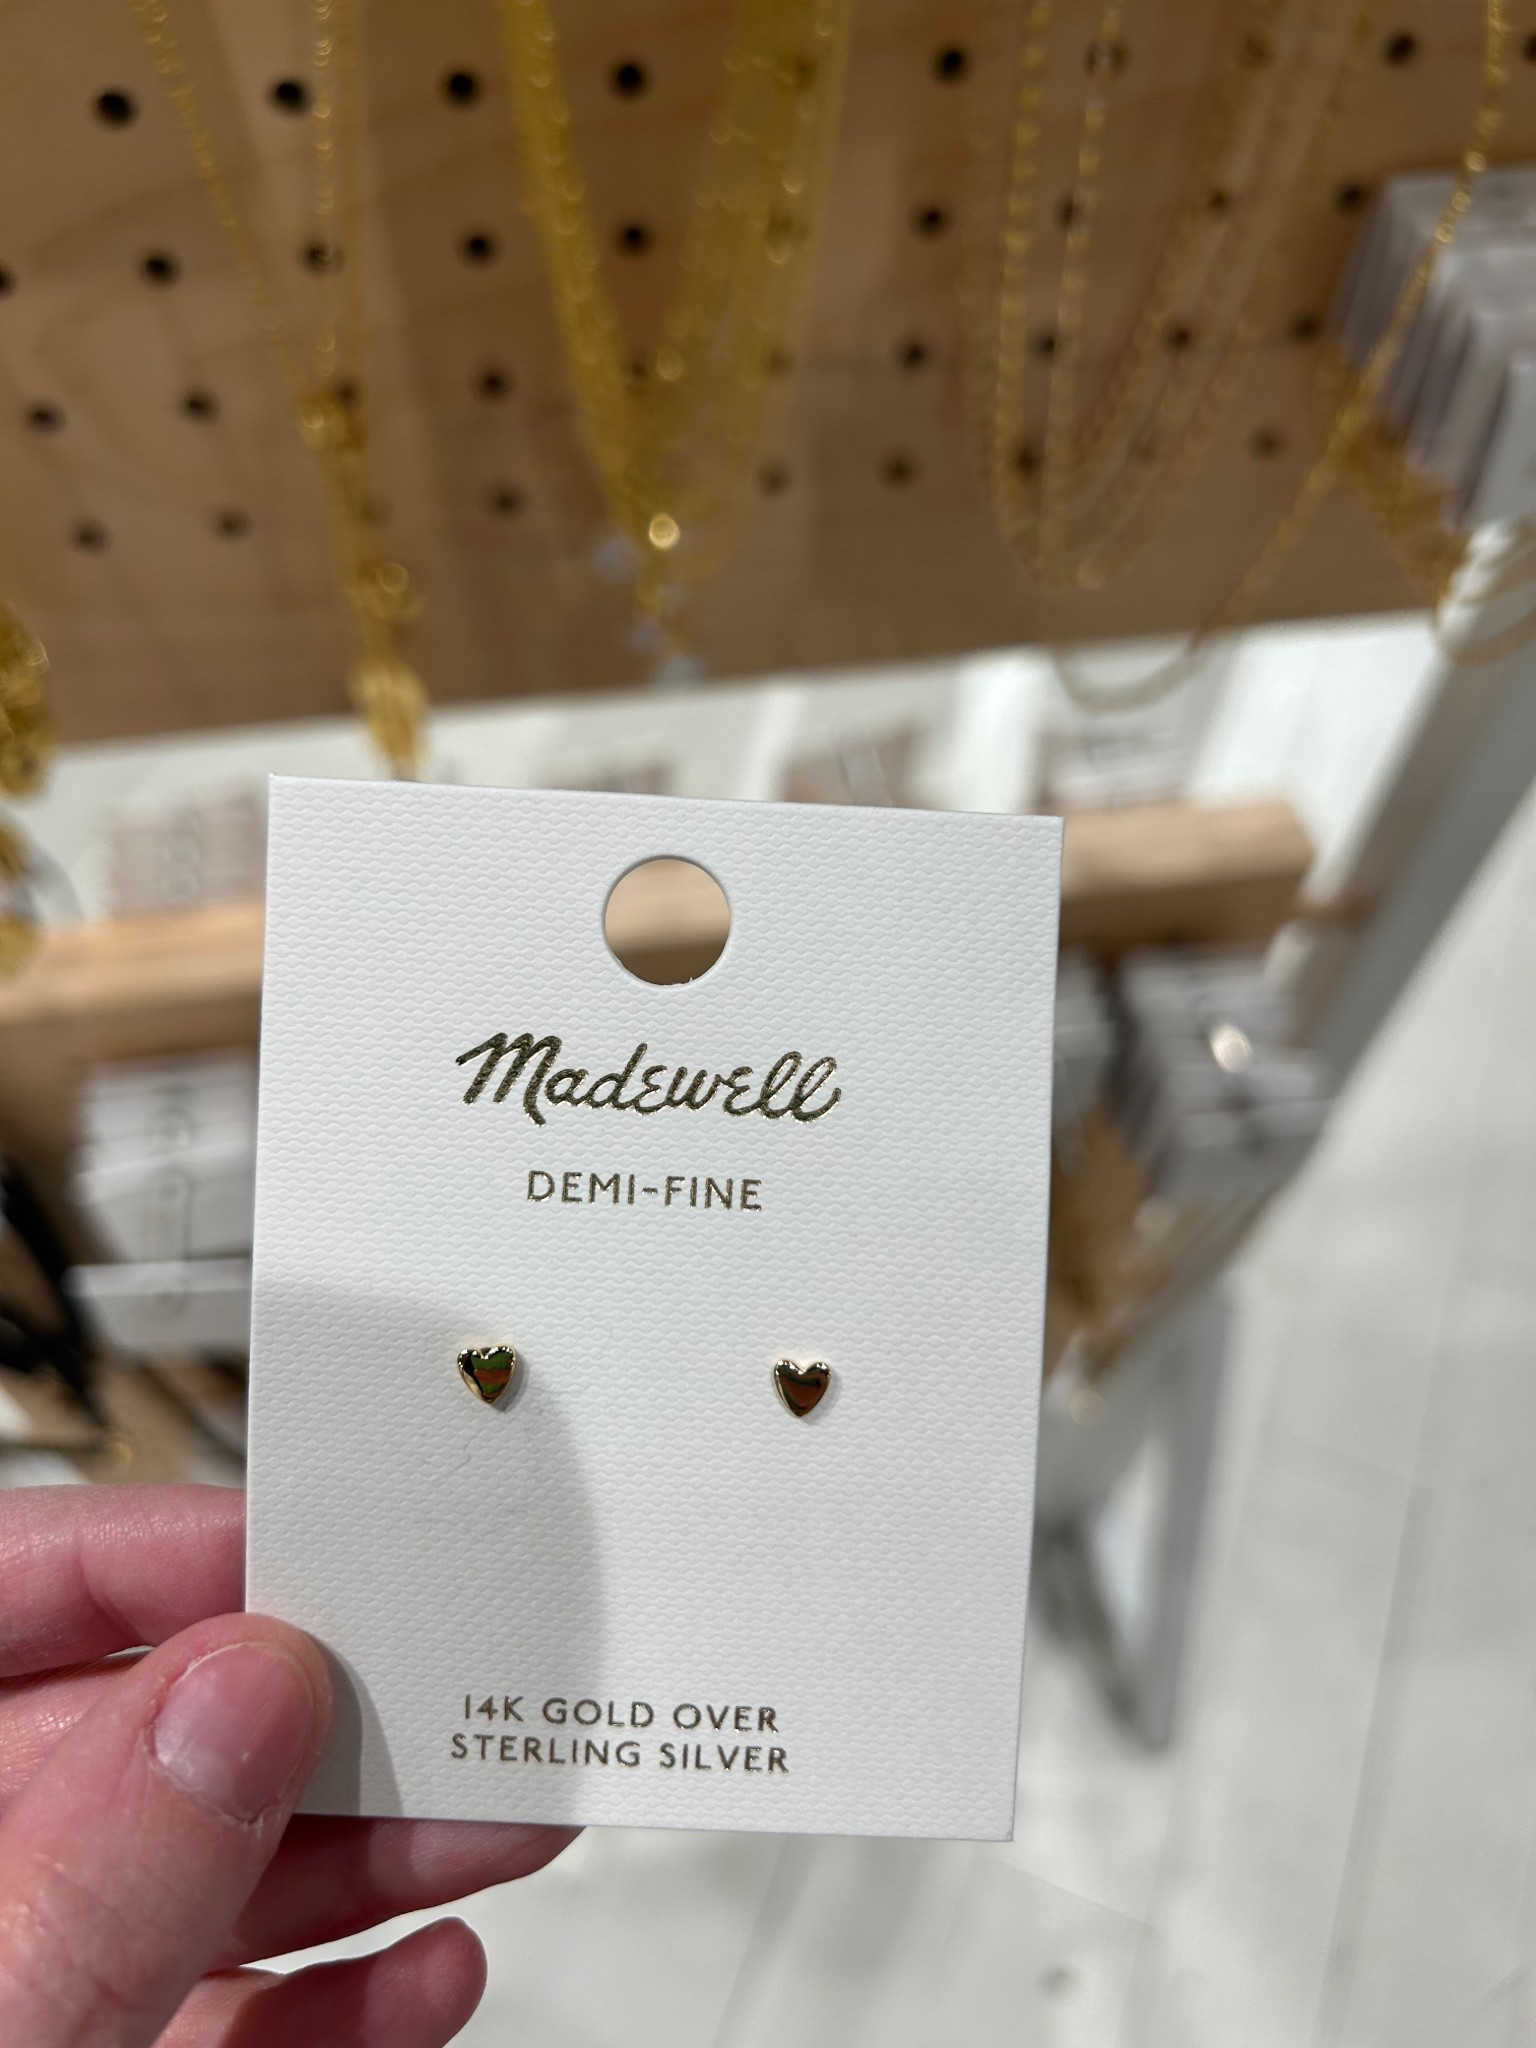 Madewell
DEMI-FINE
14K GOLD OVER
STERLING SILVER